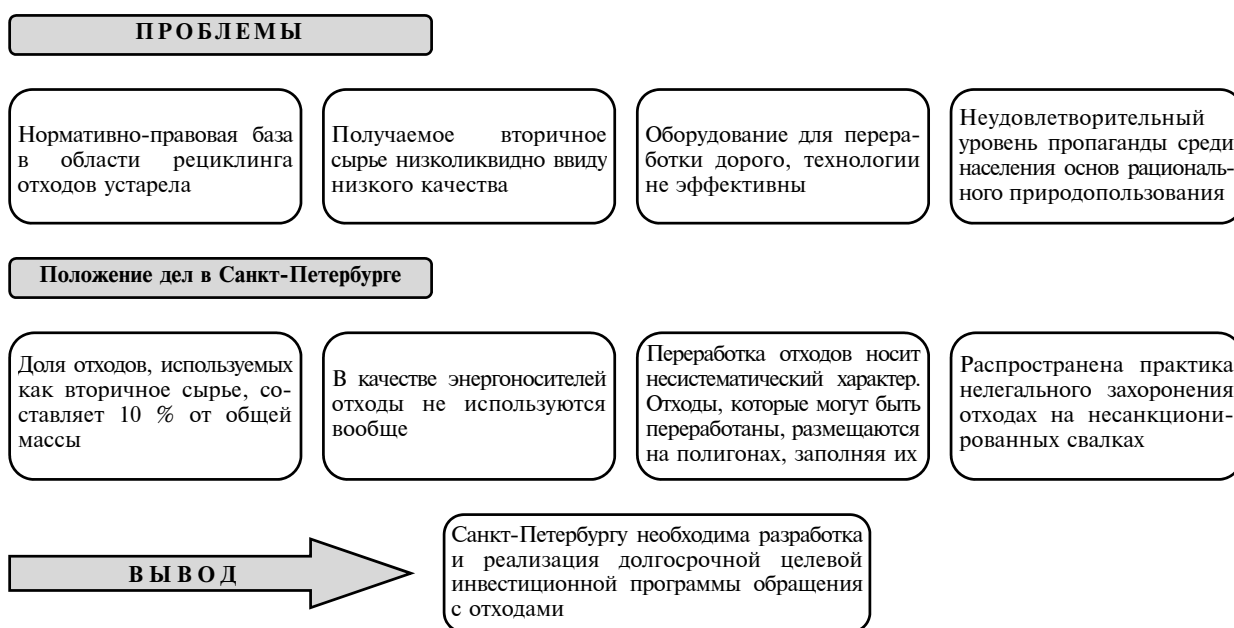 ПРОБЛЕМЫ
Нормативно-правовая база
в области рециклинга
отходов устарела
Получаемое вторичное
сырье низколиквидно ввиду
низкого качества
Оборудование для перера-
ботки дорого, технологии
не эффективны
Неудовлетворительный
уровень пропаганды среди
населения основ рациональ-
ного природопользования
Положение дел в Санкт-Петербурге
Доля отходов, используемых
как вторичное сырье, со-
ставляет 10 % от общей
массы
В качестве энергоносителей
отходы не используются
вообще
Переработка отходов носит
несистематический характер.
Отходы, которые могут быть
переработаны, размещаются
на полигонах, заполняя их
Распространена практика
нелегального захоронения
отходах на несанкциони-
рованных свалках
ВЫВОД
Санкт-Петербургу необходима разработка
и реализация долгосрочной целевой
инвестиционной программы обращения
с отходами